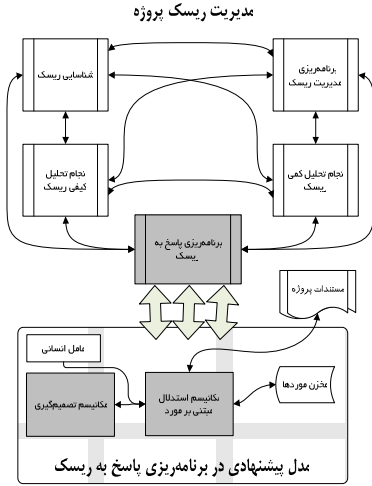 مدیریت ریسک پروژه
برنامه‌ریزی
مدیریت ریسک
شناسایی ریسک
انجام تحلیل کمی
ریسک
انجام تحلیل
کیفی ریسک
برنامه‌ریزی پاسخ به
ریسک
مستندات پروژه
عامل انسانی
مکانیسم استدلال
مبتنی بر مورد
مکانیسم تصمیم‌گیری
مخزن موردها
مدل پیشنهادی در برنامه‌ریزی پاسخ به ریسک